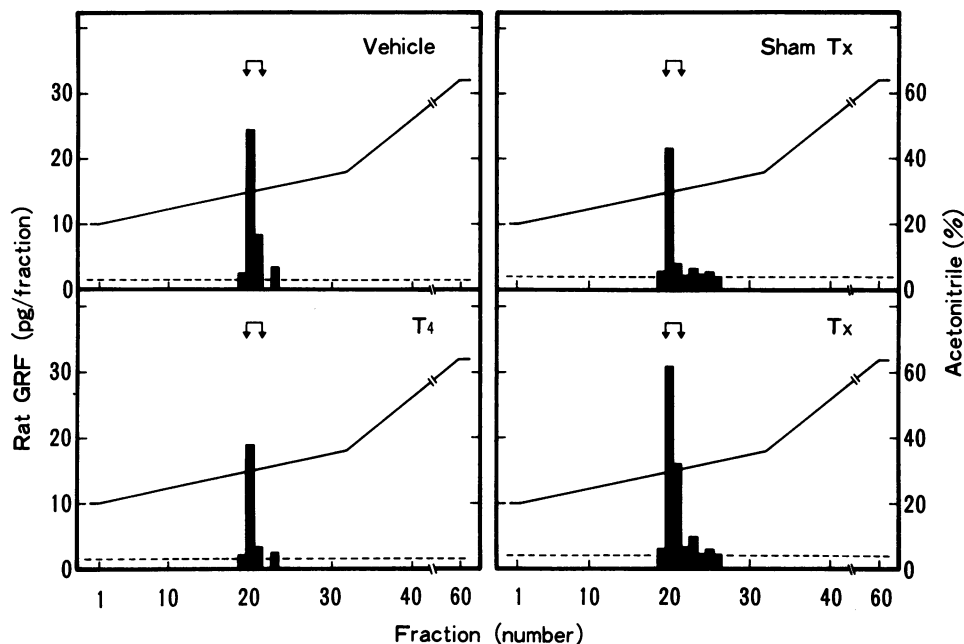 Vehicle
Sham Tx
T4
Tx
30
20
10
0
30
20
10
0
60
40
20
0
60
40
20
0
Rat GRF (pg/fraction)
Acetonitrile (%)
1 10 20 30 40 60
1 10 20 30 40 60
Fraction (number)